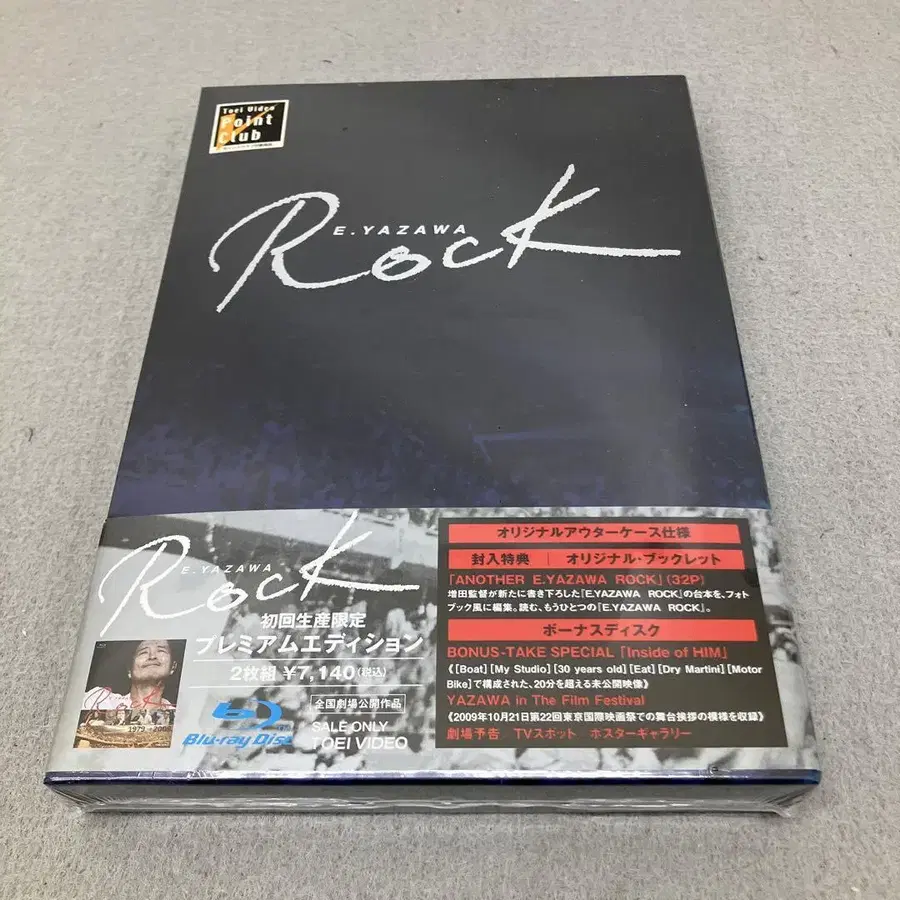 Toei Video
Point
Club
E.YAZAWA
Rock
E.YAZAWA
Rock
初回生産限定
プレミアムエディション
2枚組 ¥7,140(税込)
Blu-ray Disc
全国劇場公開作品
SALE ONLY
TOEI VIDEO
Rock
オリジナルアウターケース仕様
封入特典 | オリジナル・ブックレット
「ANOTHER E.YAZAWA ROCK」(32P)
増田監督が新たに書き下ろした『E.YAZAWA ROCK』の台本を、フォト
ブック風に編集。読む、もうひとつの『E.YAZAWA ROCK』。
ボーナスディスク
BONUS-TAKE SPECIAL「Inside of HIM」
《[Boat][My Studio][30 years old][Eat][Dry Martini][Motor
Bike]で構成された、20分を超える未公開映像》
YAZAWA in The Film Festival
《2009年10月21日第22回東京国際映画祭での舞台挨拶の模様を収録》
劇場予告／TVスポット／ポスターギャラリー